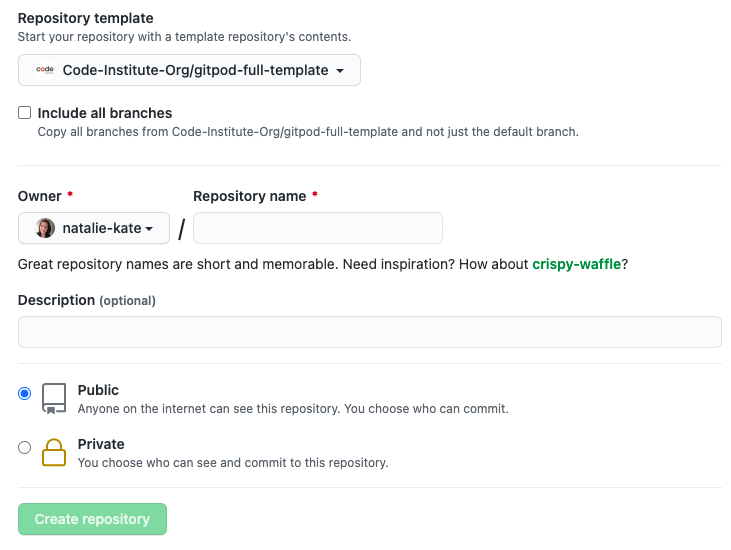 Repository template
Start your repository with a template repository's contents.
code Code-Institute-Org/gitpod-full-template
Include all branches
Copy all branches from Code-Institute-Org/gitpod-full-template and not just the default branch.
Owner * Repository name *
natalie-kate /
Great repository names are short and memorable. Need inspiration? How about crispy-waffle?
Description (optional)
Public
Anyone on the internet can see this repository. You choose who can commit.
Private
You choose who can see and commit to this repository.
Create repository